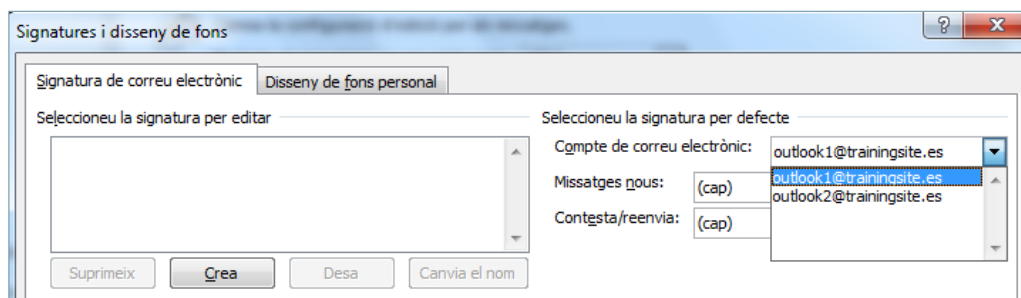 Signatures i disseny de fons
Signatura de correu electrònic
Disseny de fons personal
Seleccioneu la signatura per editar
Seleccioneu la signatura per defecte
Compte de correu electrònic:
outlook1@trainingsite.es
outlook1@trainingsite.es
outlook2@trainingsite.es
Missatges nous:
(cap)
Contesta/reenvia:
(cap)
Suprimeix
Crea
Desa
Canvia el nom